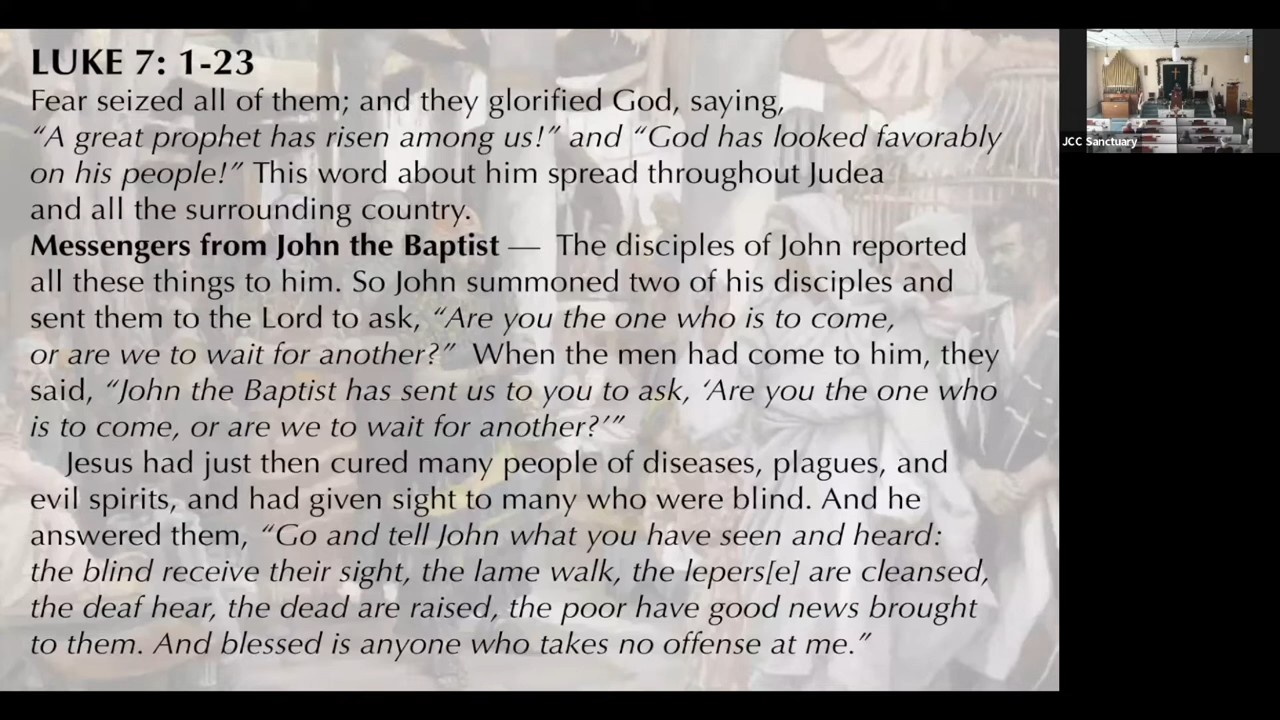 LUKE 7: 1-23
Fear seized all of them; and they glorified God, saying,
“A great prophet has risen among us!” and “God has looked favorably
on his people!” This word about him spread throughout Judea
and all the surrounding country.
Messengers from John the Baptist — The disciples of John reported
all these things to him. So John summoned two of his disciples and
sent them to the Lord to ask, “Are you the one who is to come,
or are we to wait for another?” When the men had come to him, they
said, “John the Baptist has sent us to you to ask, ‘Are you the one who
is to come, or are we to wait for another?’”
Jesus had just then cured many people of diseases, plagues, and
evil spirits, and had given sight to many who were blind. And he
answered them, “Go and tell John what you have seen and heard:
the blind receive their sight, the lame walk, the lepers[e] are cleansed,
the deaf hear, the dead are raised, the poor have good news brought
to them. And blessed is anyone who takes no offense at me.”
JCC Sanctuary